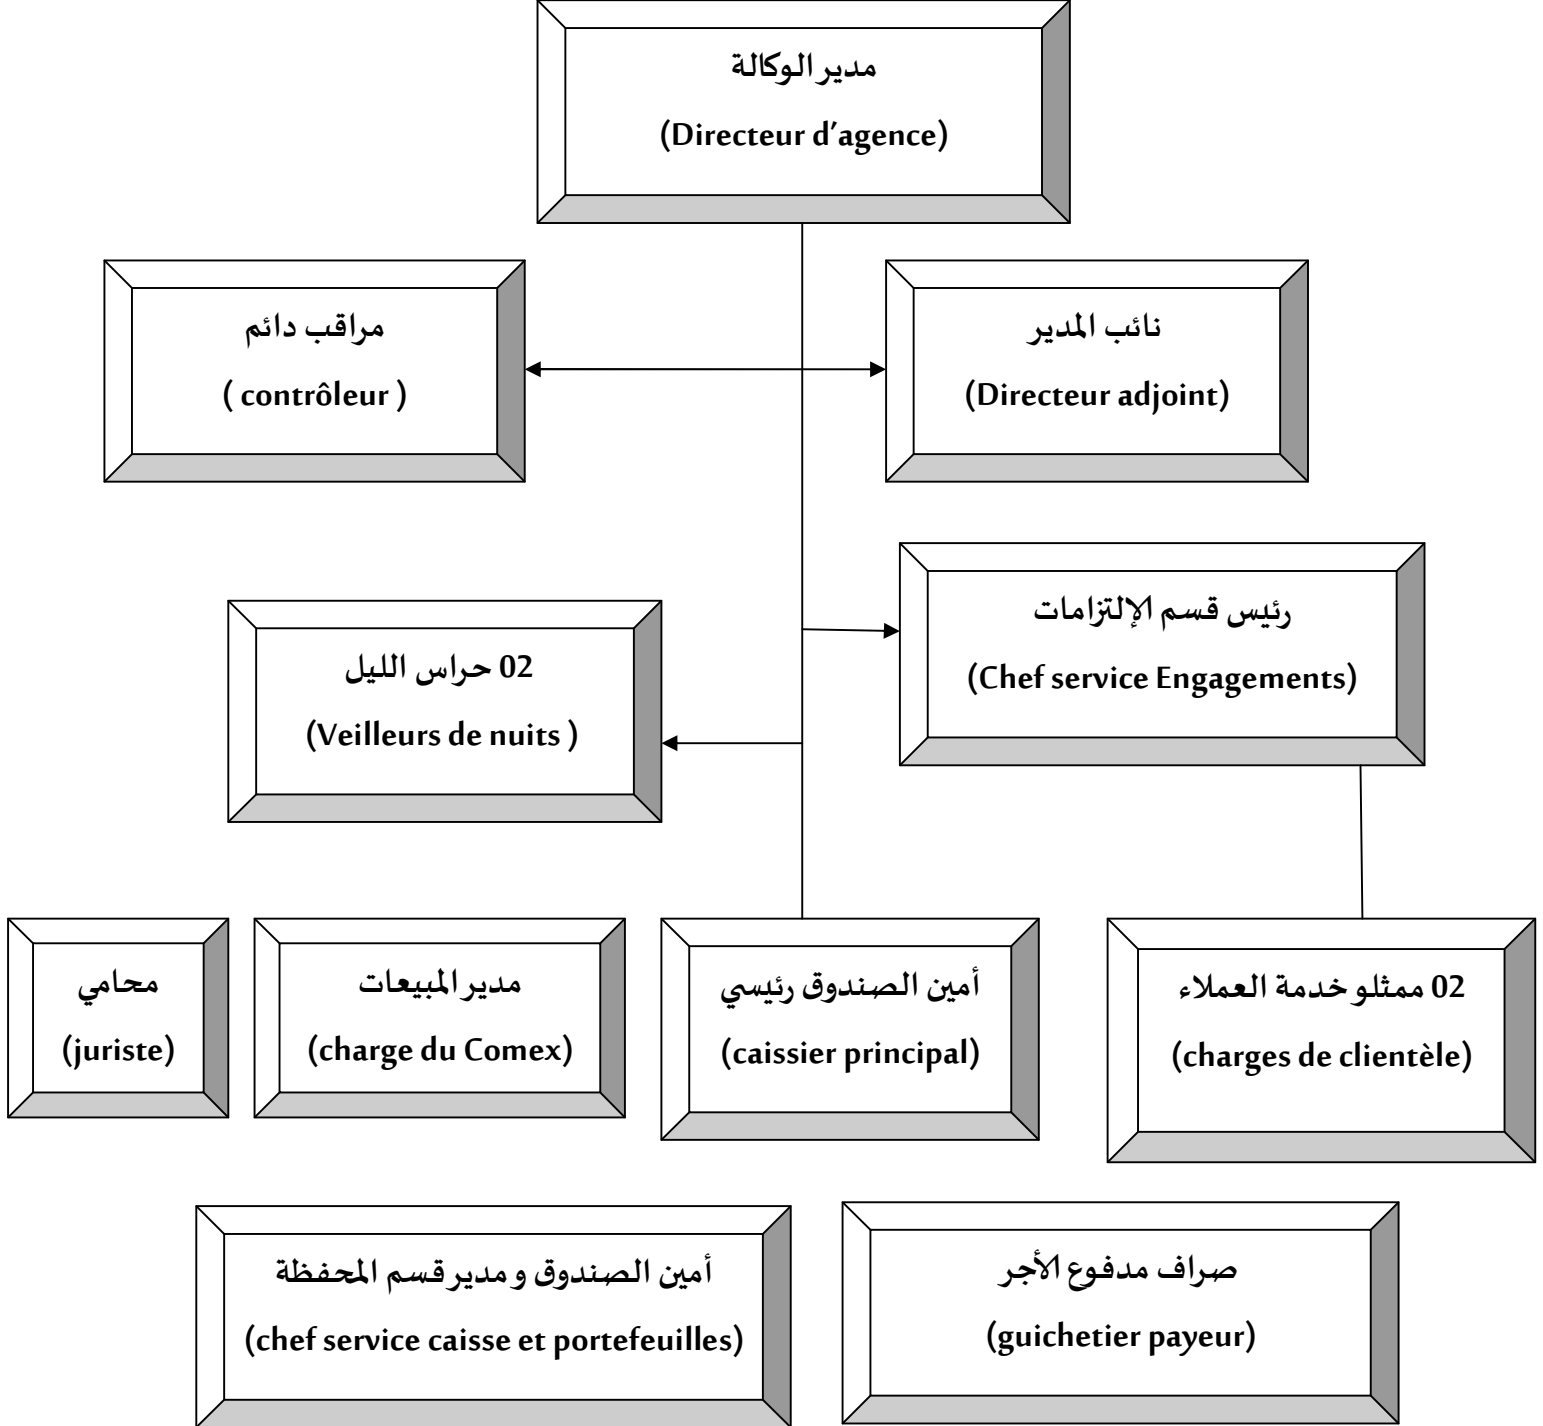 مدير الوكالة
(Directeur d’agence)
مراقب دائم
( contrôleur )
نائب المدير
(Directeur adjoint)
رئيس قسم الإلتزامات
(Chef service Engagements)
02 حراس الليل
(Veilleurs de nuits )
محامي
(juriste)
مدير المبيعات
(charge du Comex)
أمين الصندوق رئيسي
(caissier principal)
02 ممثلو خدمة العملاء
(charges de clientèle)
أمين الصندوق و مدير قسم المحفظة
(chef service caisse et portefeuilles)
صراف مدفوع الأجر
(guichetier payeur)